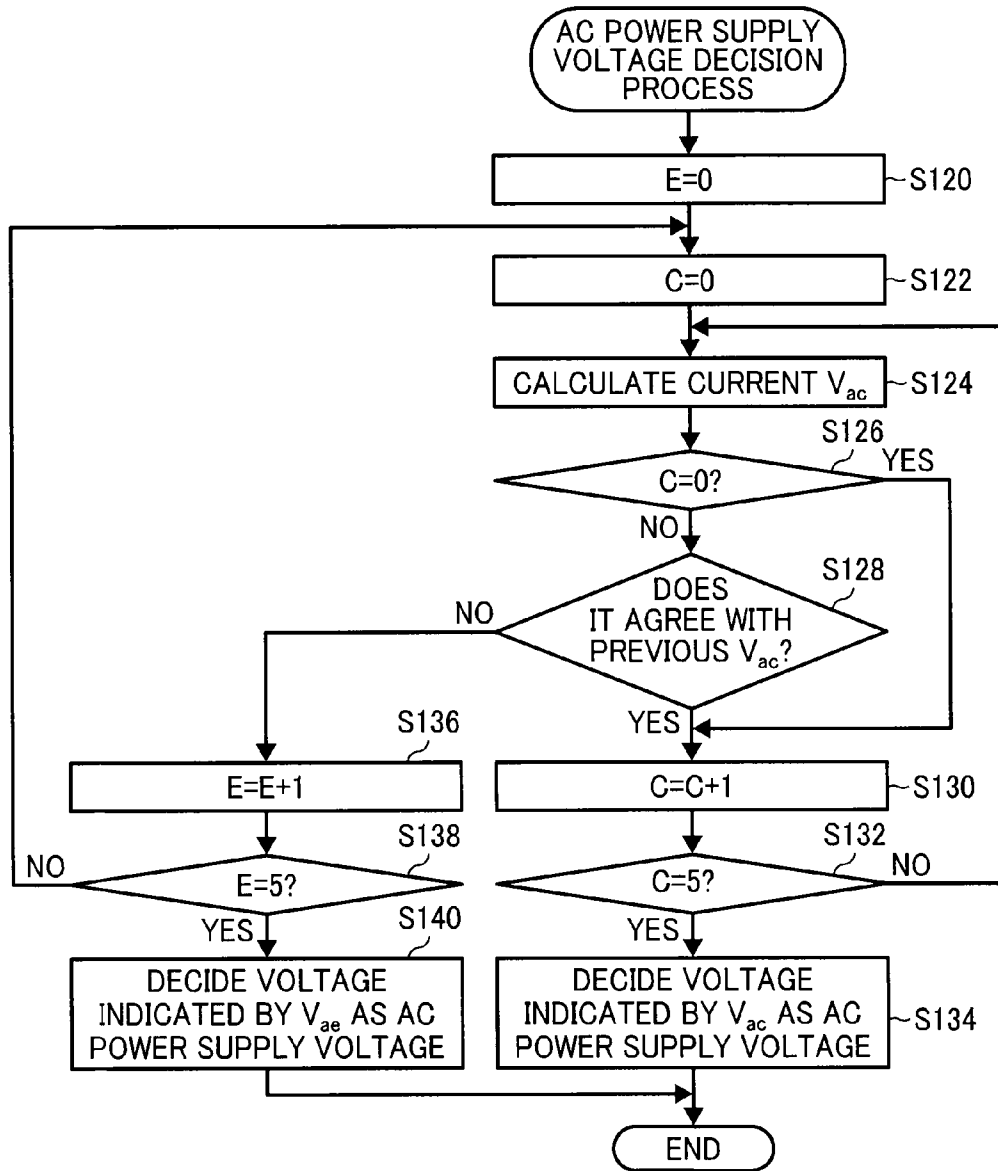 AC POWER SUPPLY
VOLTAGE DECISION
PROCESS
E=0
S120
C=0
S122
CALCULATE CURRENT Vac
S124
S126
C=0?
YES
NO
S128
DOES
IT AGREE WITH
PREVIOUS Vac?
NO
YES
S136
E=E+1
C=C+1
S130
S138
E=5?
NO
YES
S132
C=5?
NO
YES
S140
DECIDE VOLTAGE
INDICATED BY Vae AS AC
POWER SUPPLY VOLTAGE
DECIDE VOLTAGE
INDICATED BY Vac AS AC
POWER SUPPLY VOLTAGE
S134
END